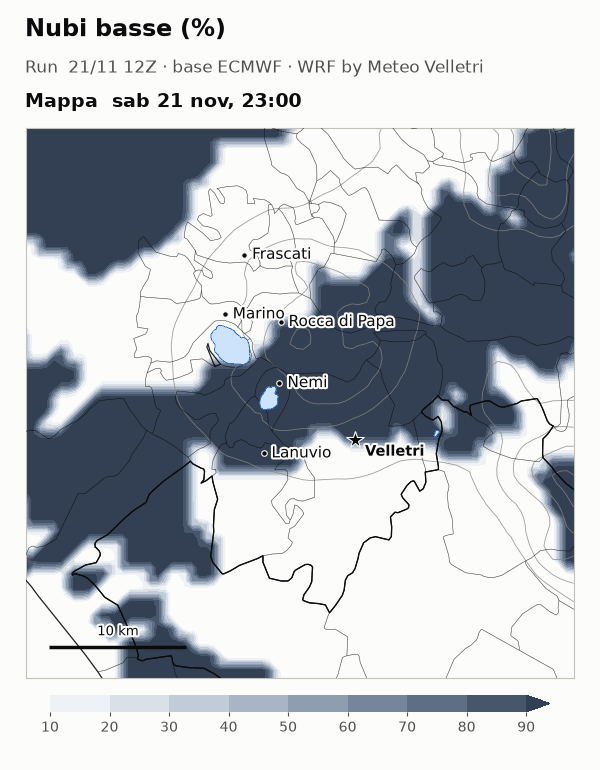 Nubi basse (%)
Run 21/11 12Z · base ECMWF · WRF by Meteo Velletri
Mappa sab 21 nov, 23:00
Frascati
Marino
Rocca di Papa
Nemi
Velletri
Lanuvio
10 km
10 20 30 40 50 60 70 80 90